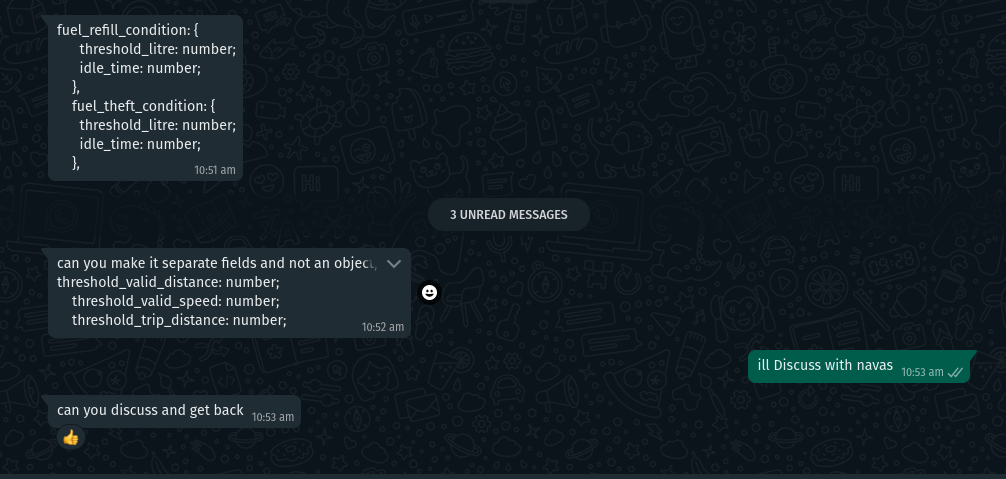 fuel_refill_condition: {
threshold_litre: number;
idle_time: number;
},
fuel_theft_condition: {
threshold_litre: number;
idle_time: number;
},
10:51 am
3 UNREAD MESSAGES
can you make it separate fields and not an object,
threshold_valid_distance: number;
threshold_valid_speed: number;
threshold_trip_distance: number;
10:52 am
ill Discuss with navas
10:53 am
can you discuss and get back
10:53 am